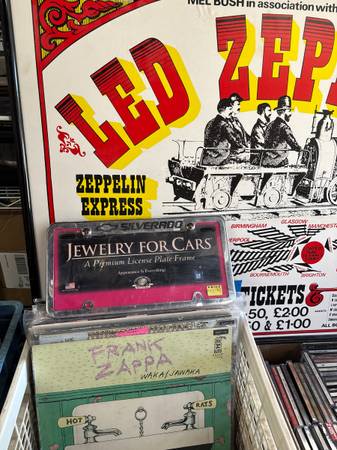 MEL BUSH in association with
LED ZEP
ZEPPELIN
EXPRESS
GLASGOW
BIRMINGHAM
MANCHESTER
BOURNEMOUTH
BRIGHTON
TICKETS &
£2.00
& £1.00
SILVERADO
JEWELRY FOR CARS
A Premium License Plate Frame
Appearance Is Everything!
FRANK
ZAPPA
WAKA/JAWAKA
HOT
RATS